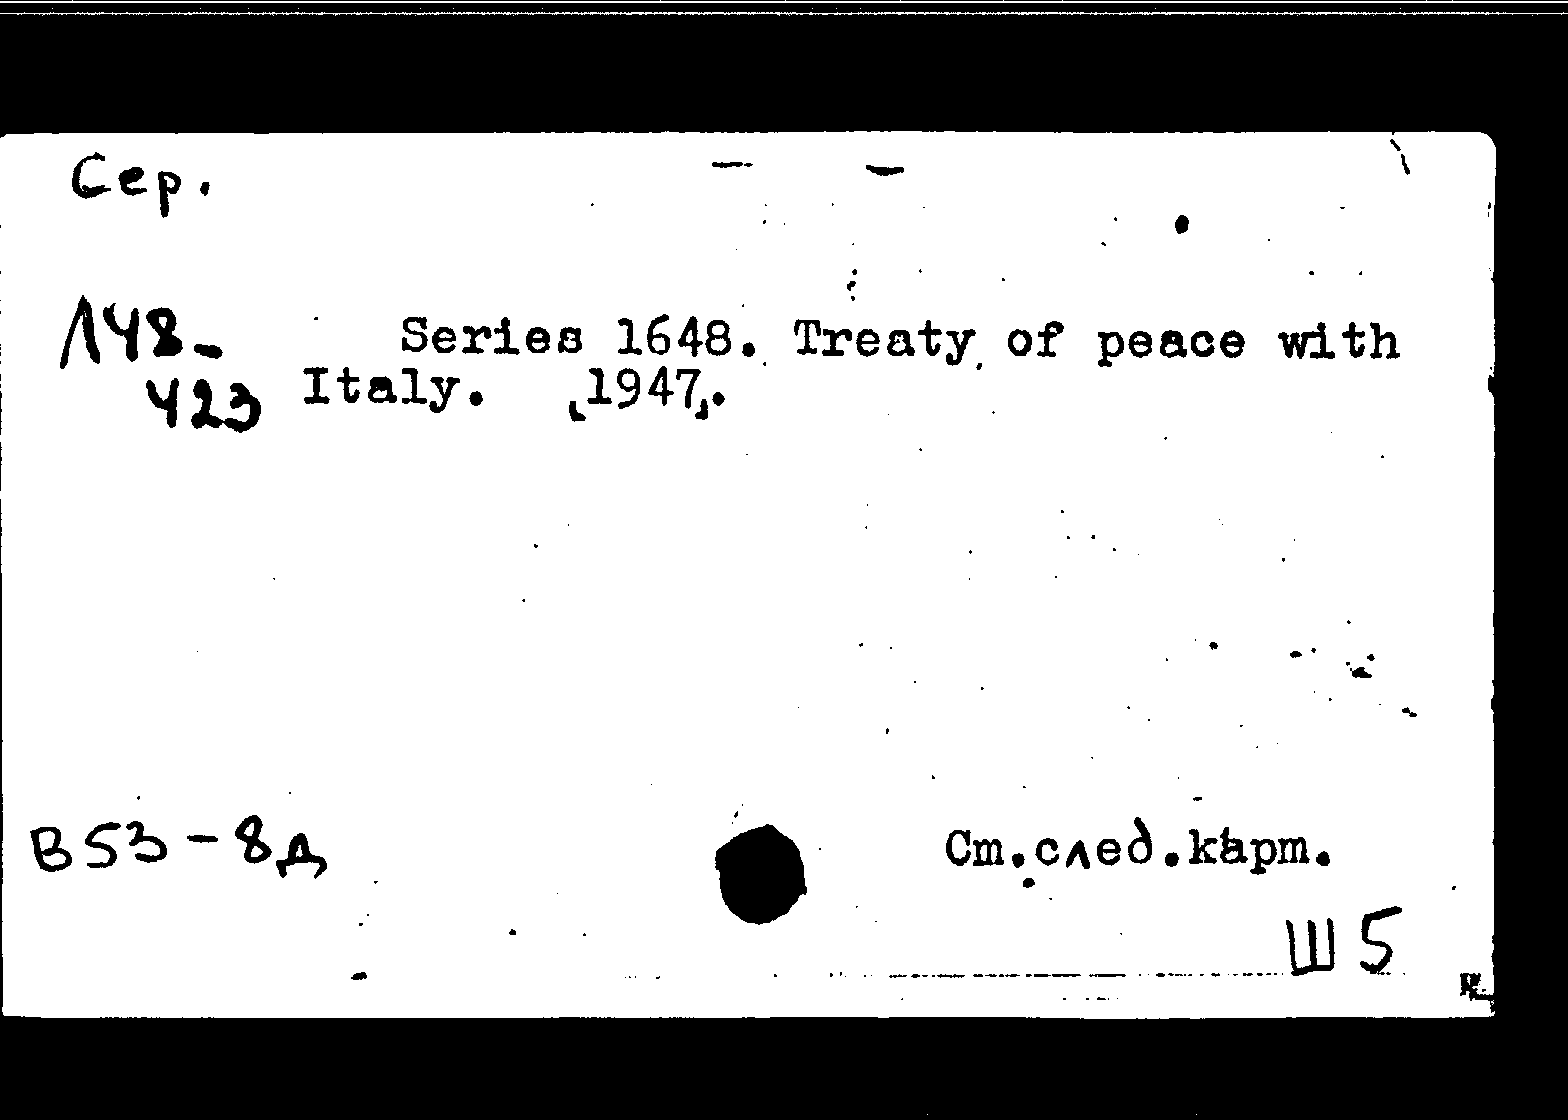 Сер.
Л48-
423
Series 1648. Treaty of peace with
Italy. [1947].
В53-8д
См.след.карт.
Ш5